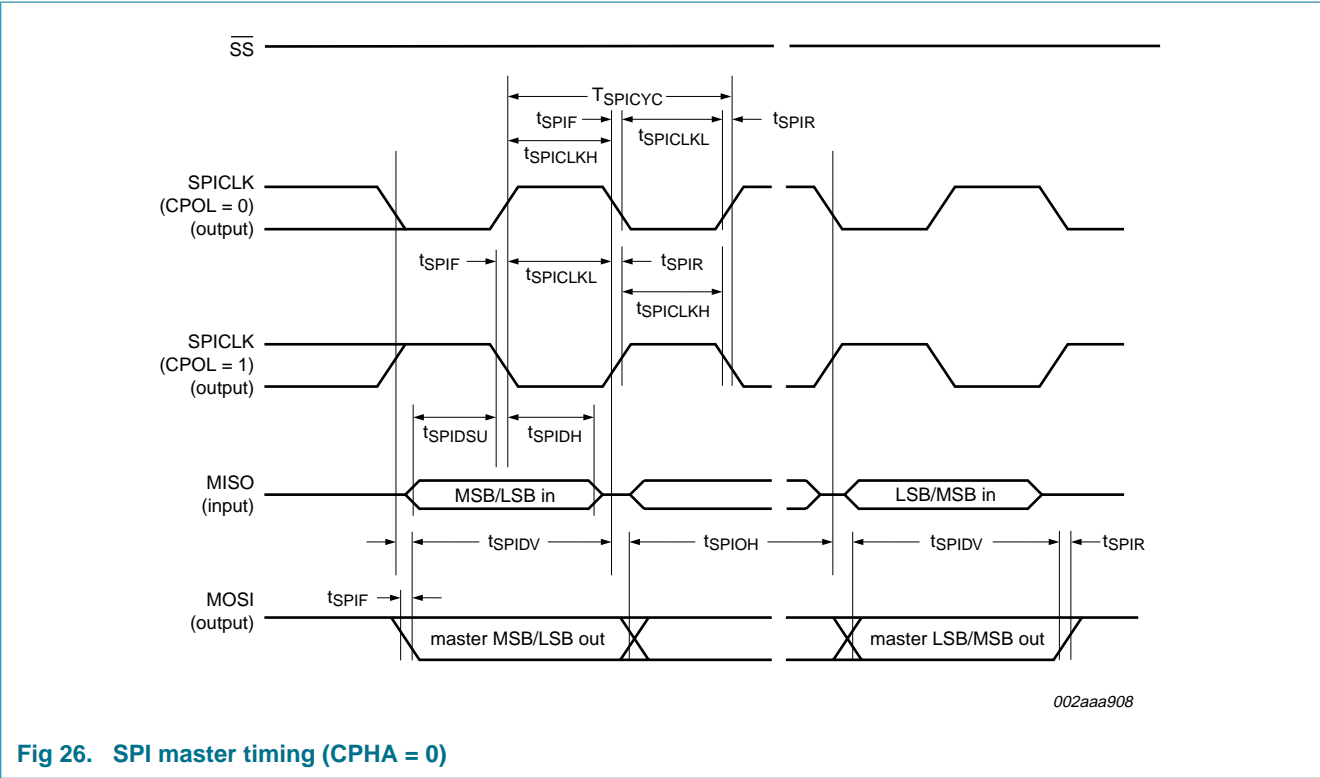 SS
TSPICYC
tSPIF
tSPICLKL
tSPIR
tSPICLKH
SPICLK
(CPOL = 0)
(output)
tSPIF
tSPICLKL
tSPIR
tSPICLKH
SPICLK
(CPOL = 1)
(output)
tSPIDSU
tSPIDH
MISO
(input)
MSB/LSB in
LSB/MSB in
tSPIDV
tSPIOH
tSPIDV
tSPIR
tSPIF
MOSI
(output)
master MSB/LSB out
master LSB/MSB out
002aaa908
Fig 26. SPI master timing (CPHA = 0)